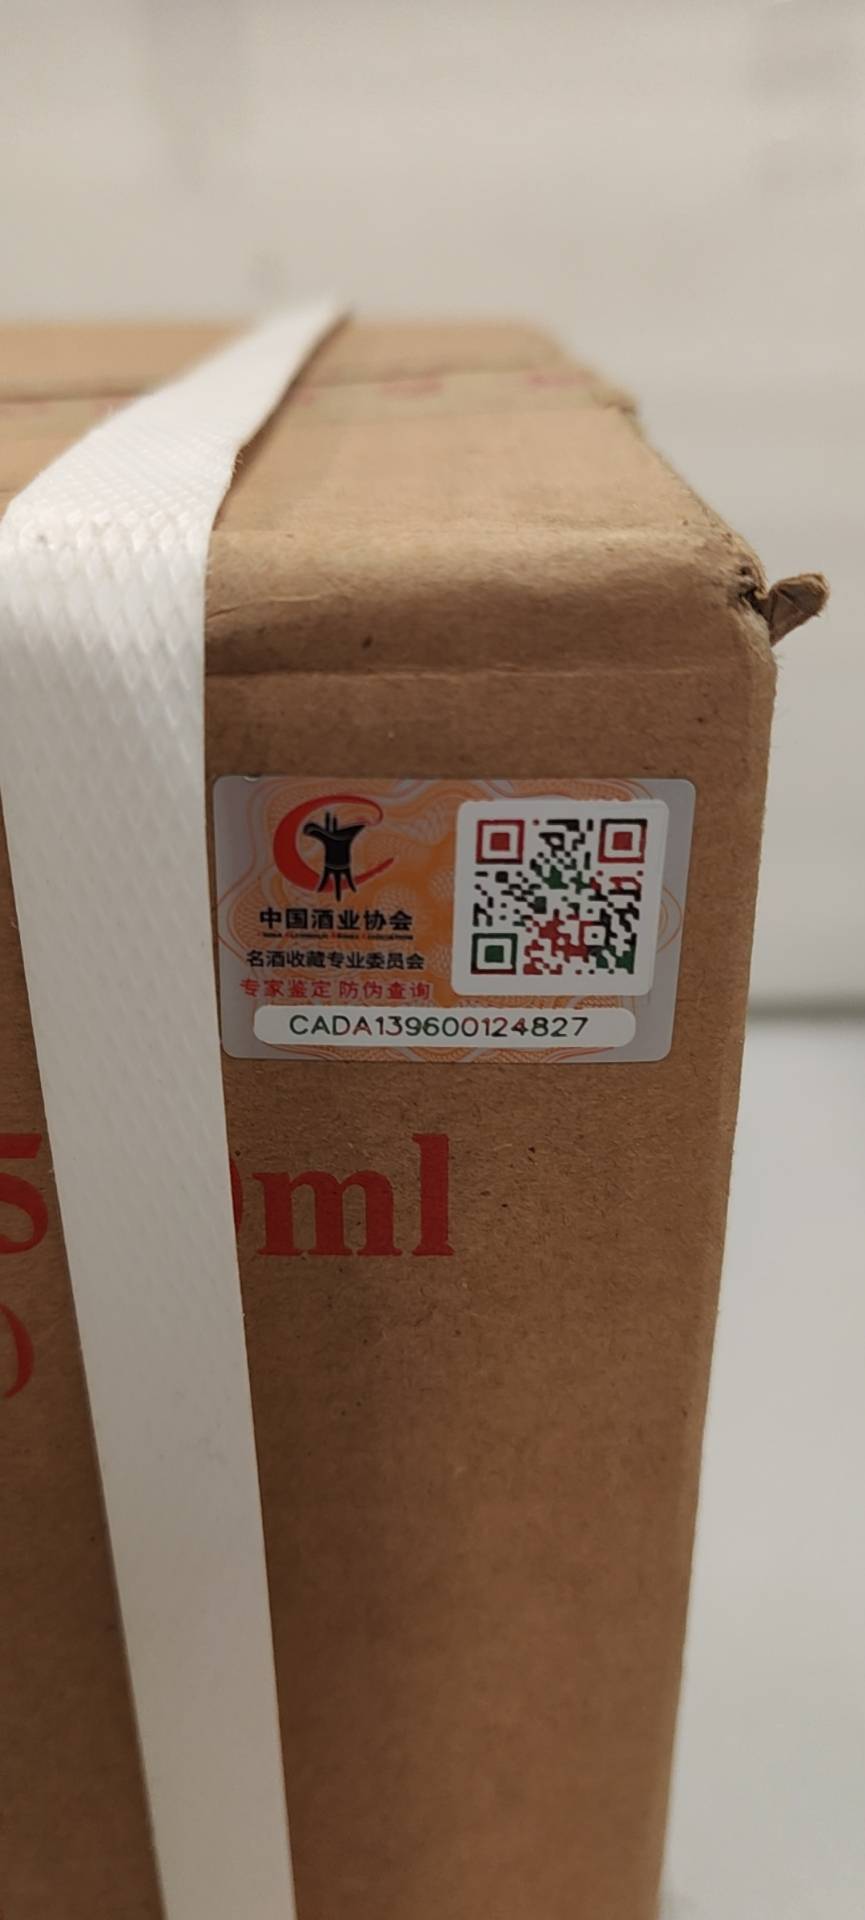 中国酒业协会
名酒收藏专业委员会
专家鉴定 防伪查询
CADA139600124827
ml